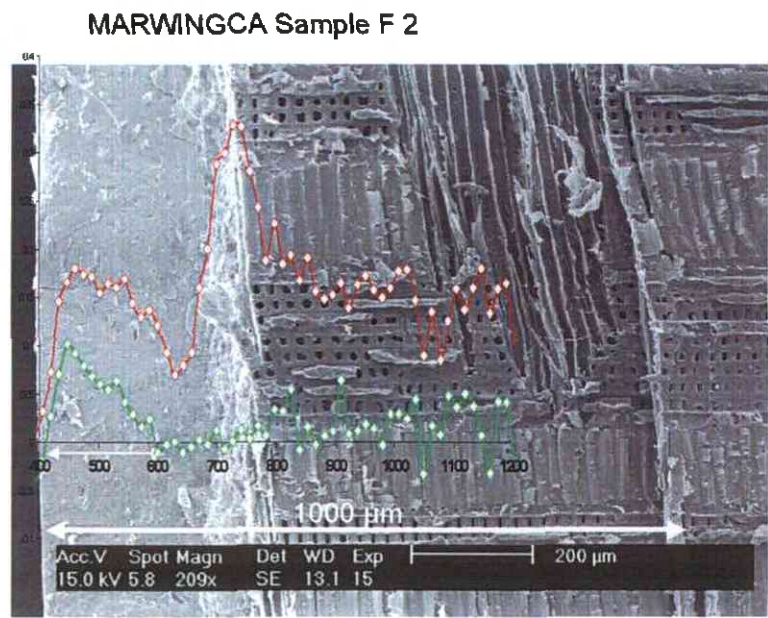 MARWINGCA Sample F 2
400 500 600 700 800 900 1000 1100 1200
1000 µm
Acc.V Spot Magn Det WD Exp 200 µm
15.0 kV 5.8 209x SE 13.1 15